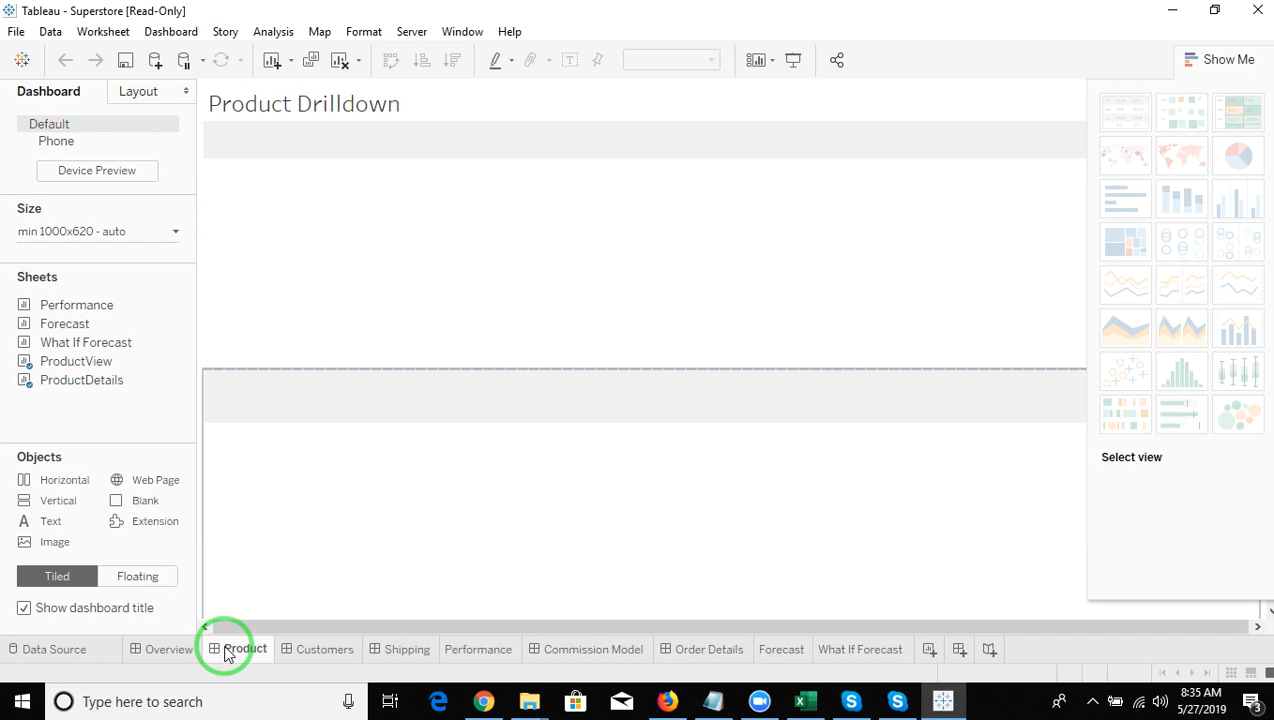 Tableau - Superstore [Read-Only]
File Data Worksheet Dashboard Story Analysis Map Format Server Window Help
Show Me
Dashboard Layout
Product Drilldown
Default
Phone
Device Preview
Size
min 1000x620 - auto
Sheets
Performance
Forecast
What If Forecast
ProductView
ProductDetails
Select view
Objects
Horizontal Web Page
Vertical Blank
Text Extension
Image
Tiled Floating
Show dashboard title
Data Source Overview Product Customers Shipping Performance Commission Model Order Details Forecast What If Forecast
Type here to search
8:35 AM
5/27/2019
3